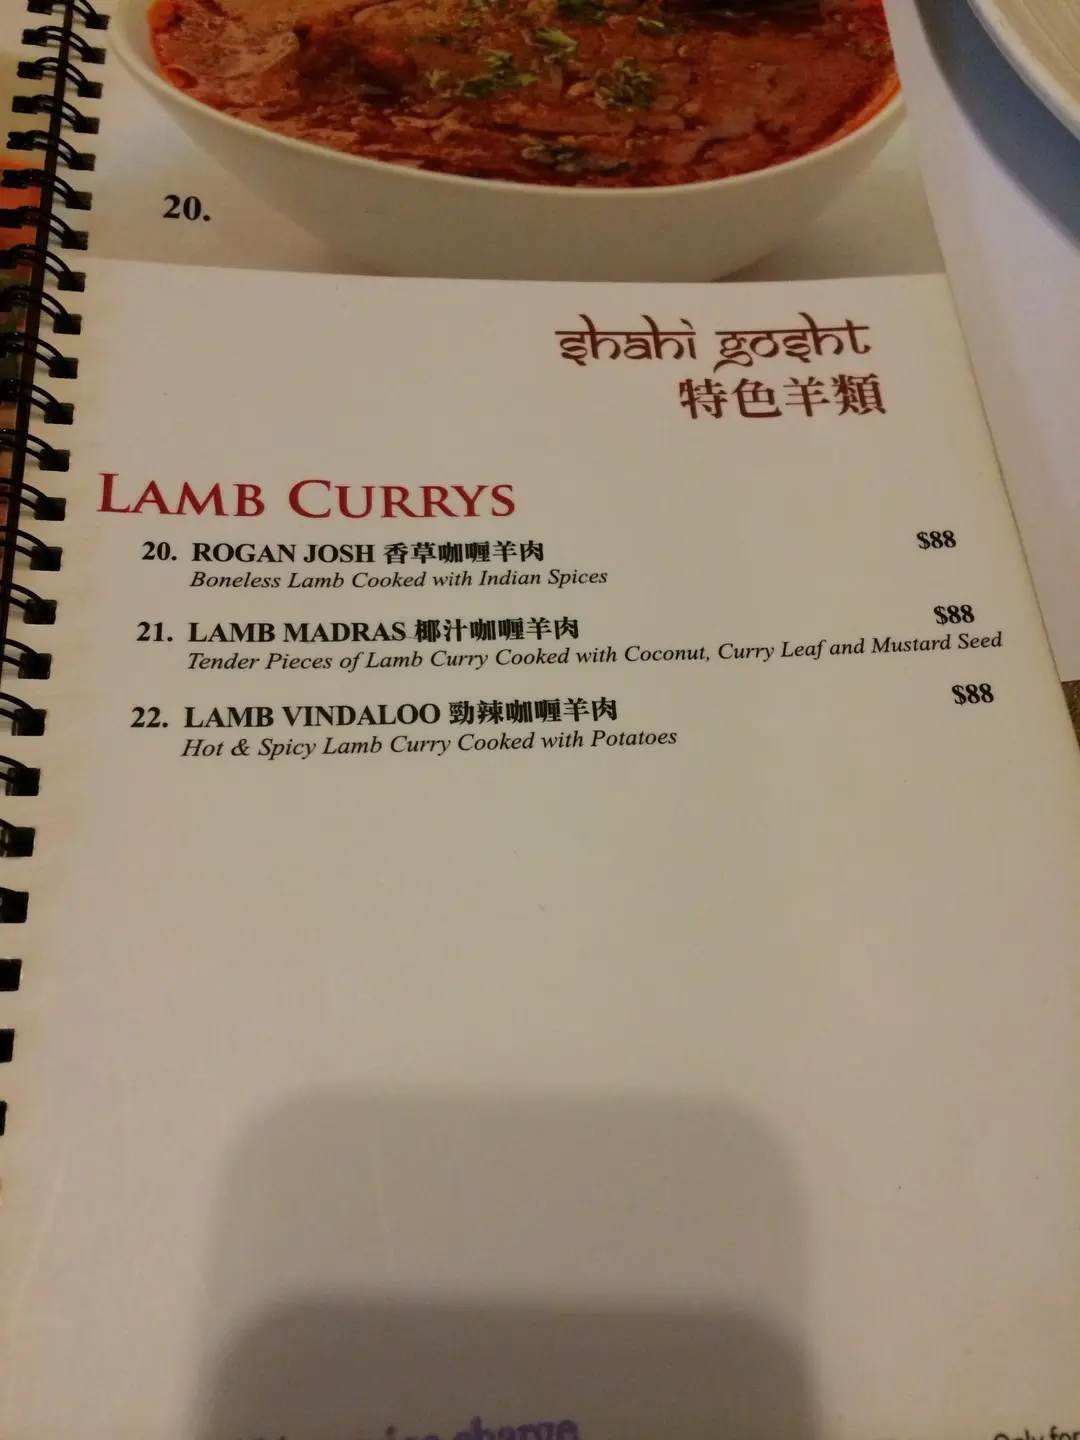 20.
shahi gosht
特色羊類
LAMB CURRYS
20. ROGAN JOSH 香草咖喱羊肉 $88
Boneless Lamb Cooked with Indian Spices
21. LAMB MADRAS 椰汁咖喱羊肉 $88
Tender Pieces of Lamb Curry Cooked with Coconut, Curry Leaf and Mustard Seed
22. LAMB VINDALOO 勁辣咖喱羊肉 $88
Hot & Spicy Lamb Curry Cooked with Potatoes
charge
Only for